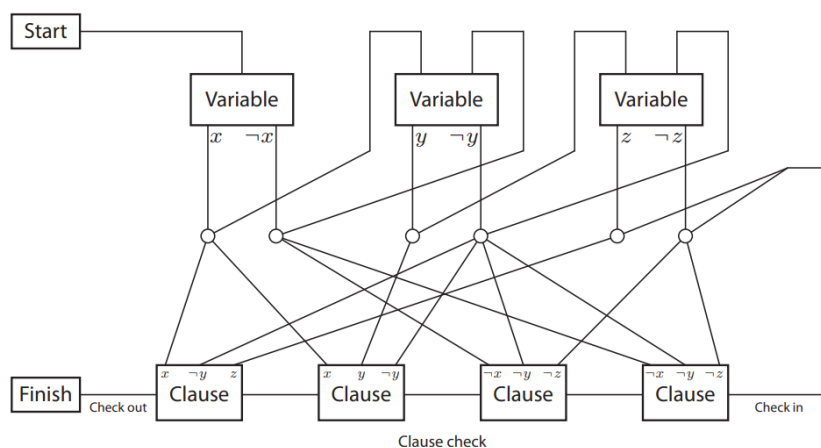 Start
Variable
Variable
Variable
x ¬x
y ¬y
z ¬z
Finish
Check out
x ¬y z
Clause
x y ¬y
Clause
¬x ¬y ¬z
Clause
¬x ¬y ¬z
Clause
Check in
Clause check